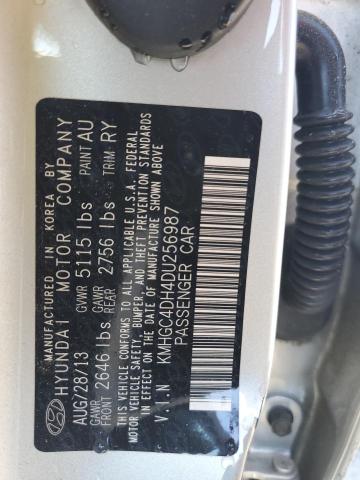 MANUFACTURED IN KOREA BY
HYUNDAI MOTOR COMPANY
AUG/28/13 GVWR 5115 lbs PAINT AU
GAWR FRONT 2646 lbs GAWR REAR 2756 lbs TRIM RY
THIS VEHICLE CONFORMS TO ALL APPLICABLE U.S.A. FEDERAL
MOTOR VEHICLE SAFETY, BUMPER, AND THEFT PREVENTION STANDARDS
IN EFFECT ON THE DATE OF MANUFACTURE SHOWN ABOVE
V.I.N KMHGC4DH4DU256987
PASSENGER CAR